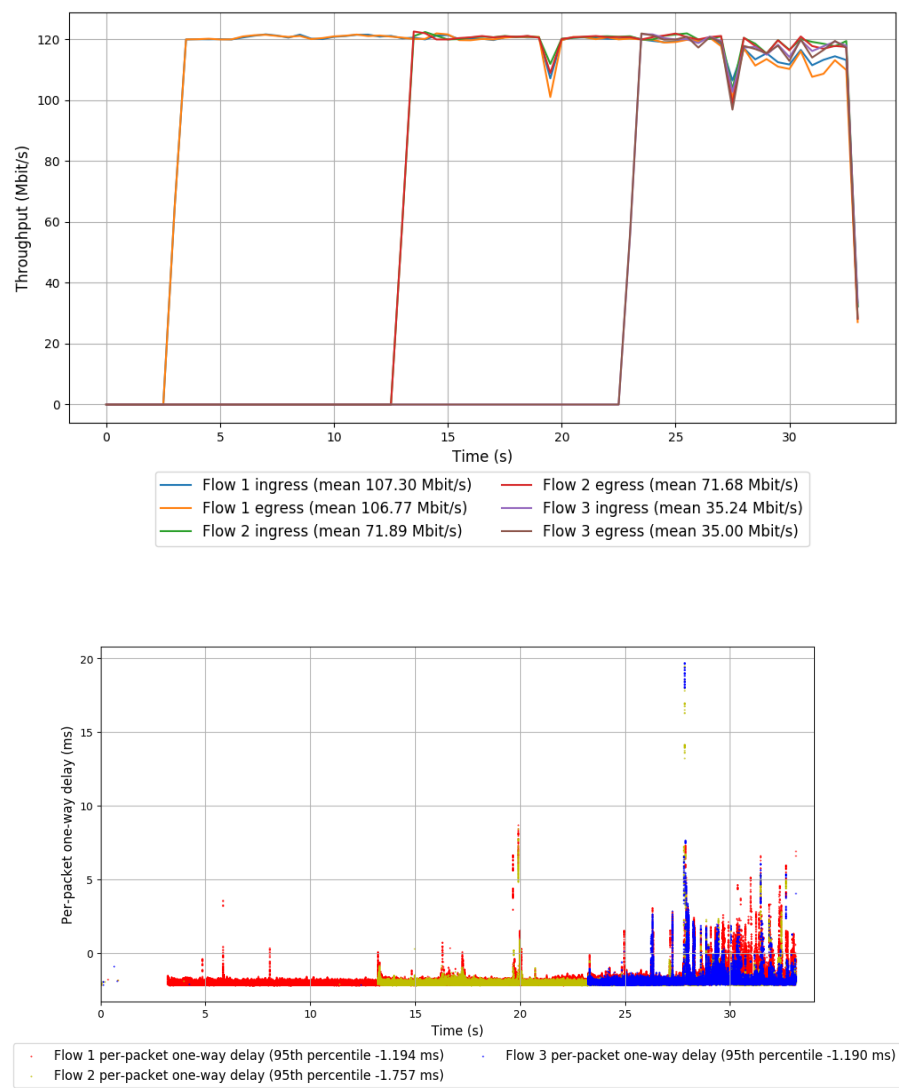 120
100
80
60
40
20
0
Throughput (Mbit/s)
0 5 10 15 20 25 30
Time (s)
Flow 1 ingress (mean 107.30 Mbit/s) Flow 2 egress (mean 71.68 Mbit/s)
Flow 1 egress (mean 106.77 Mbit/s) Flow 3 ingress (mean 35.24 Mbit/s)
Flow 2 ingress (mean 71.89 Mbit/s) Flow 3 egress (mean 35.00 Mbit/s)
20
15
10
5
0
Per-packet one-way delay (ms)
0 5 10 15 20 25 30
Time (s)
Flow 1 per-packet one-way delay (95th percentile -1.194 ms) Flow 3 per-packet one-way delay (95th percentile -1.190 ms)
Flow 2 per-packet one-way delay (95th percentile -1.757 ms)